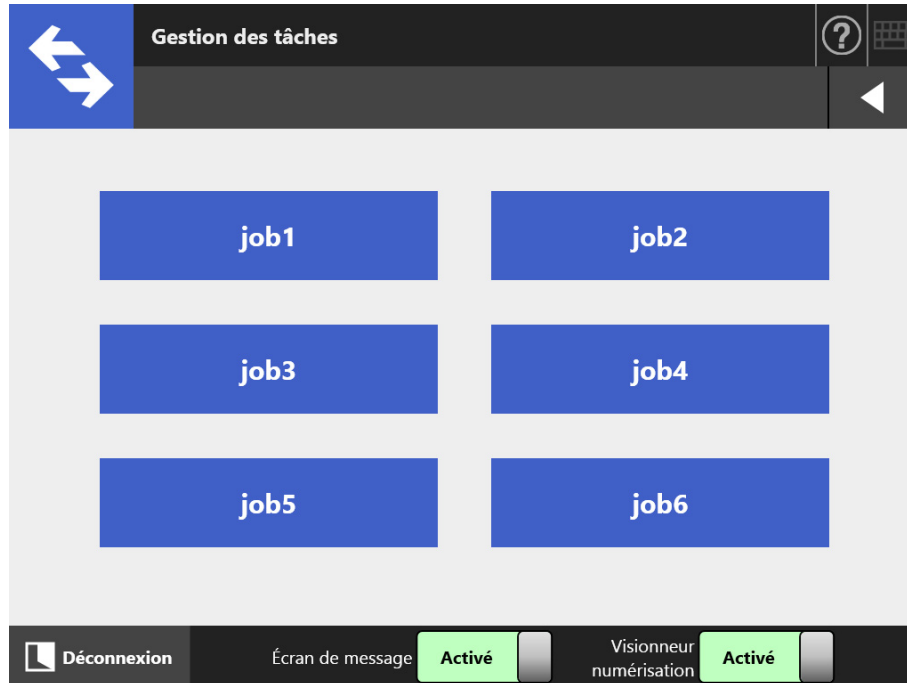 Gestion des tâches
?
job1
job2
job3
job4
job5
job6
Déconnexion
Écran de message
Activé
Visionneur
numérisation
Activé